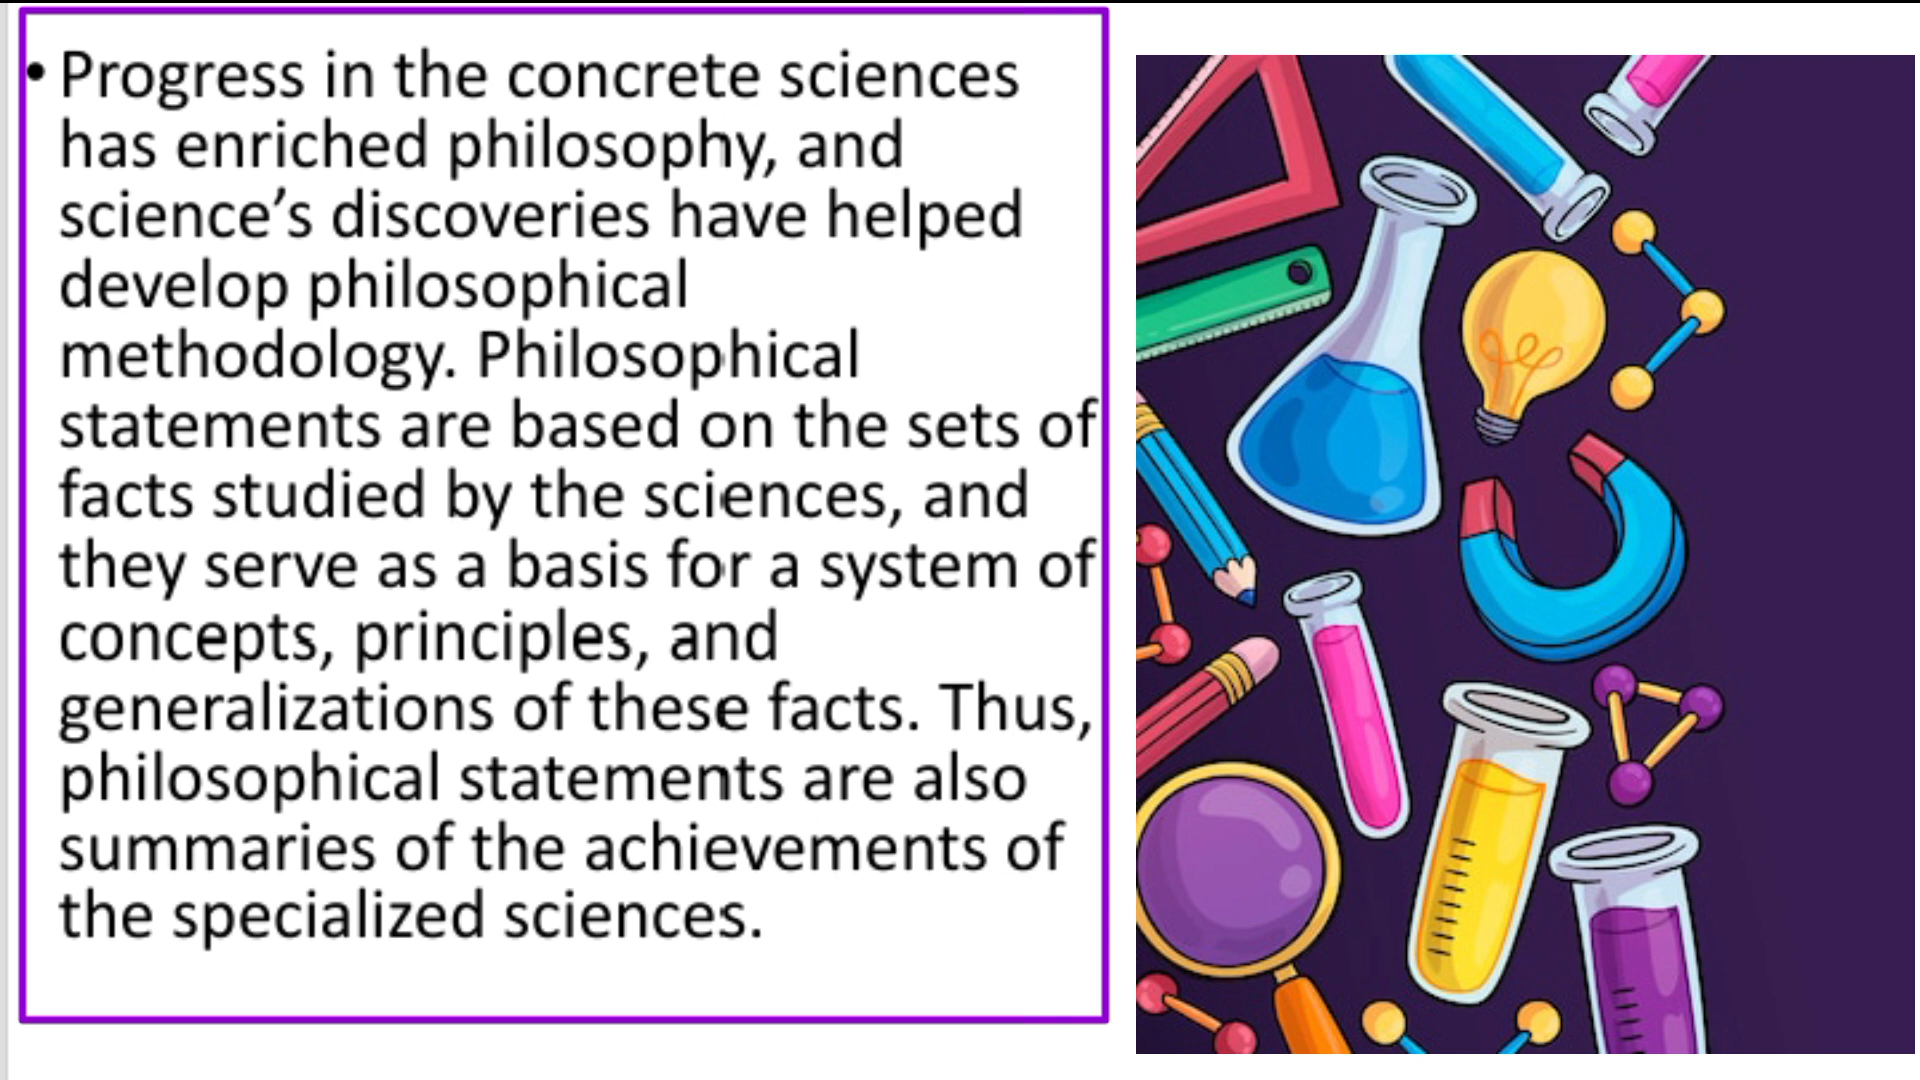 • Progress in the concrete sciences
has enriched philosophy, and
science’s discoveries have helped
develop philosophical
methodology. Philosophical
statements are based on the sets of
facts studied by the sciences, and
they serve as a basis for a system of
concepts, principles, and
generalizations of these facts. Thus,
philosophical statements are also
summaries of the achievements of
the specialized sciences.